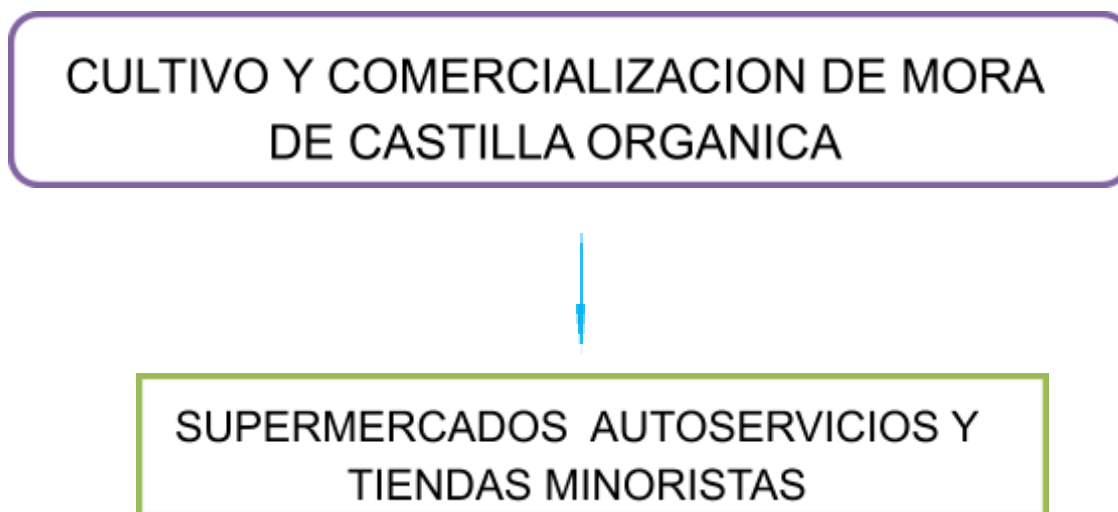 CULTIVO Y COMERCIALIZACION DE MORA
DE CASTILLA ORGANICA
SUPERMERCADOS AUTOSERVICIOS Y
TIENDAS MINORISTAS